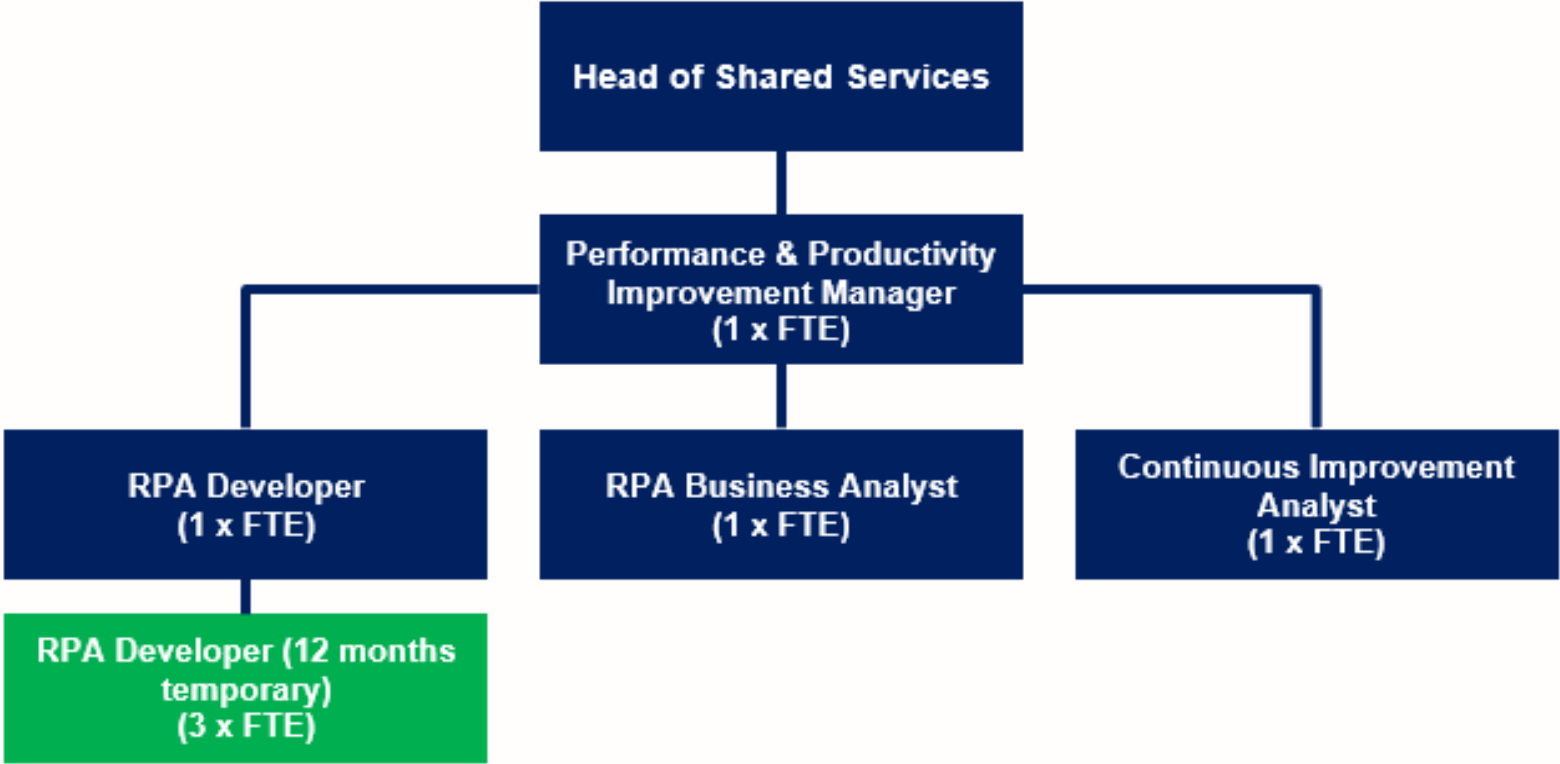 Head of Shared Services
Performance & Productivity
Improvement Manager
(1 x FTE)
RPA Developer
(1 x FTE)
RPA Business Analyst
(1 x FTE)
Continuous Improvement
Analyst
(1 x FTE)
RPA Developer (12 months
temporary)
(3 x FTE)